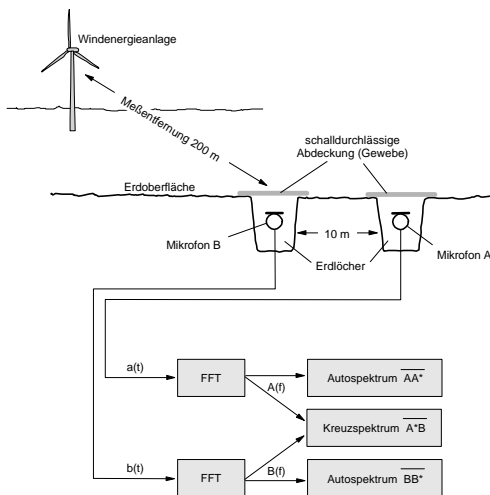 Windenergieanlage
Meßentfernung 200 m
schalldurchlässige
Abdeckung (Gewebe)
Erdoberfläche
Mikrofon B
10 m
Erdlöcher
Mikrofon A
a(t)
FFT
A(f)
Autospektrum AA*
Kreuzspektrum A*B
b(t)
FFT
B(f)
Autospektrum BB*